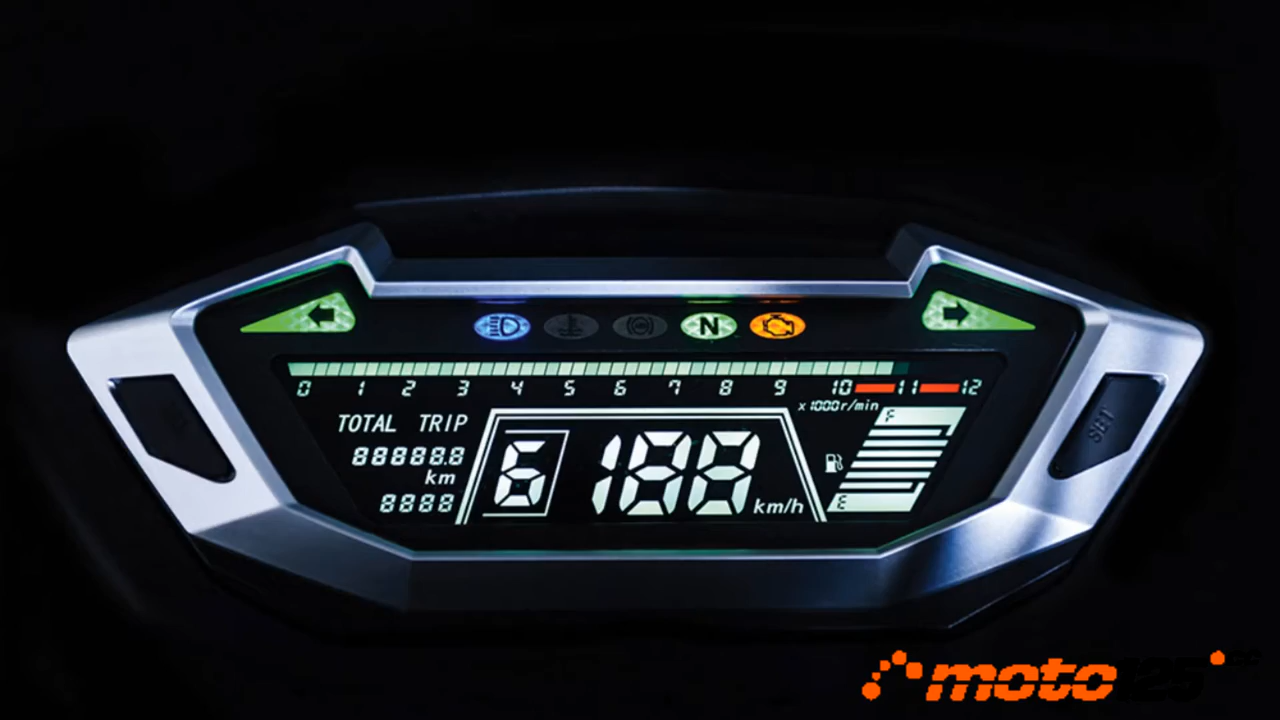 N
0 1 2 3 4 5 6 7 8 9 10 11 12
x1000r/min
TOTAL TRIP
88888.8
km
8888
6 188 km/h
F
E
SET
moto125cc